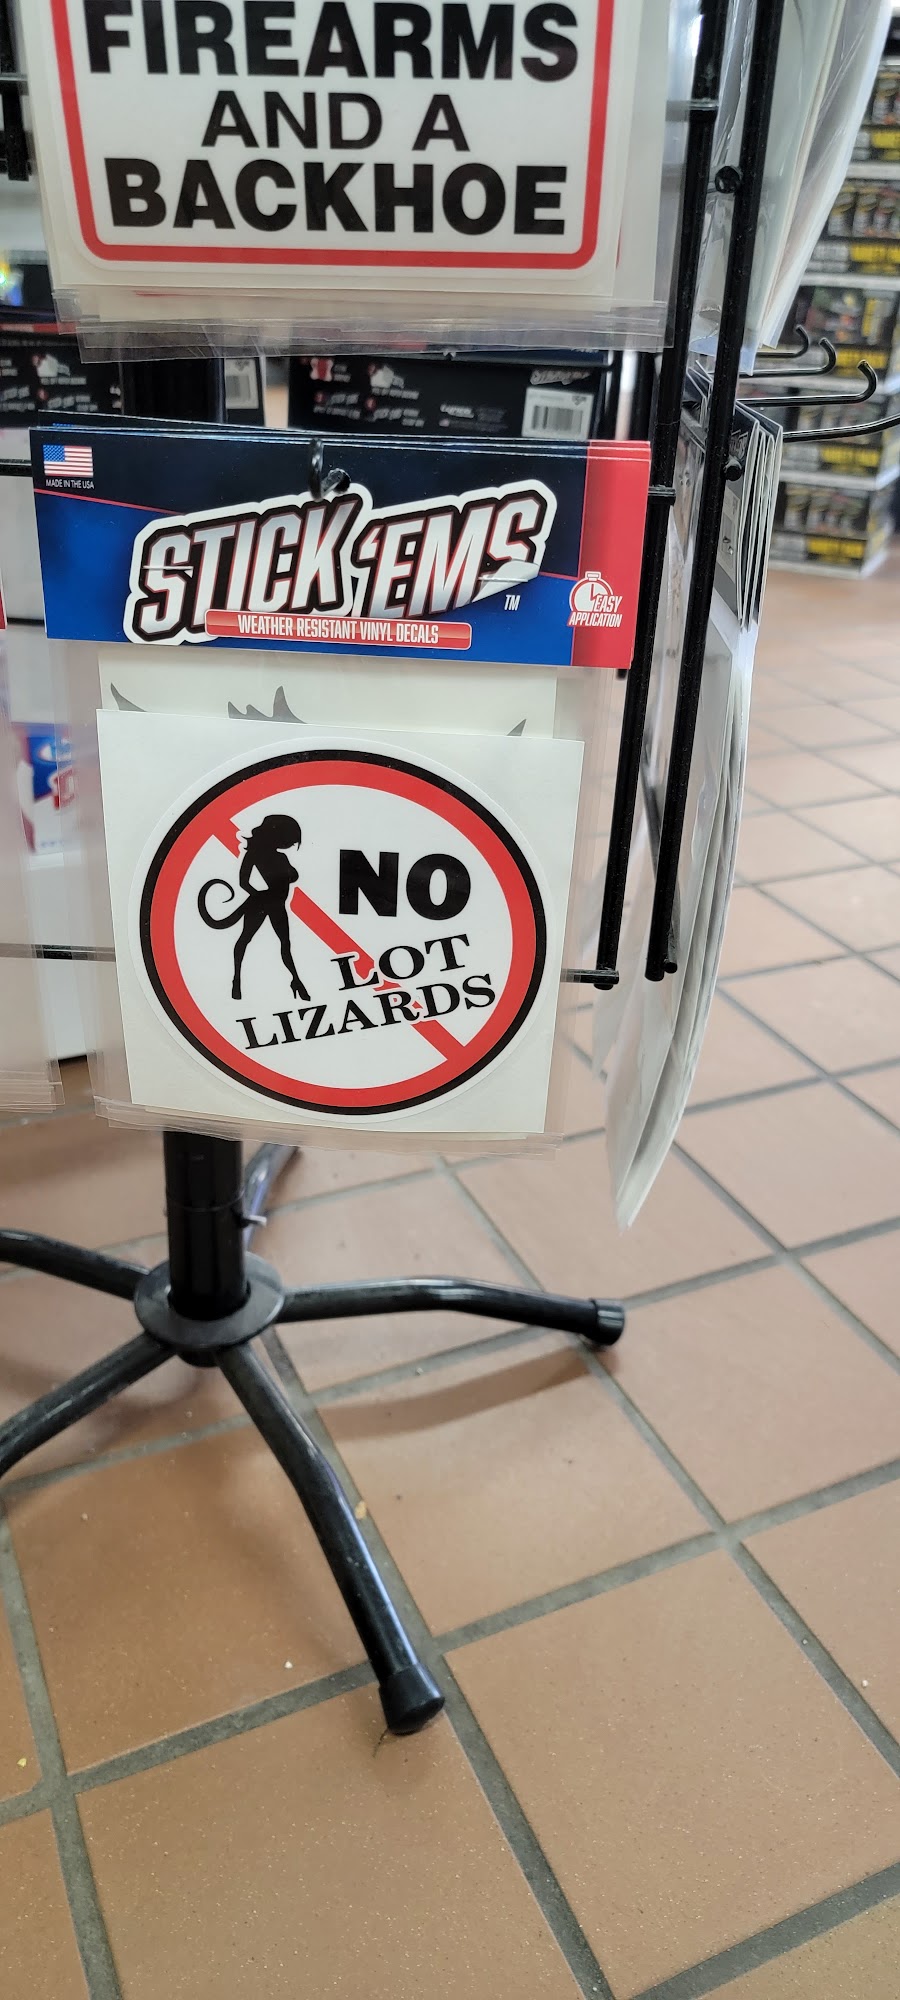 FIREARMS
AND A
BACKHOE
MADE IN THE USA
STICK 'EMS
TM
WEATHER RESISTANT VINYL DECALS
EASY
APPLICATION
NO
LOT
LIZARDS